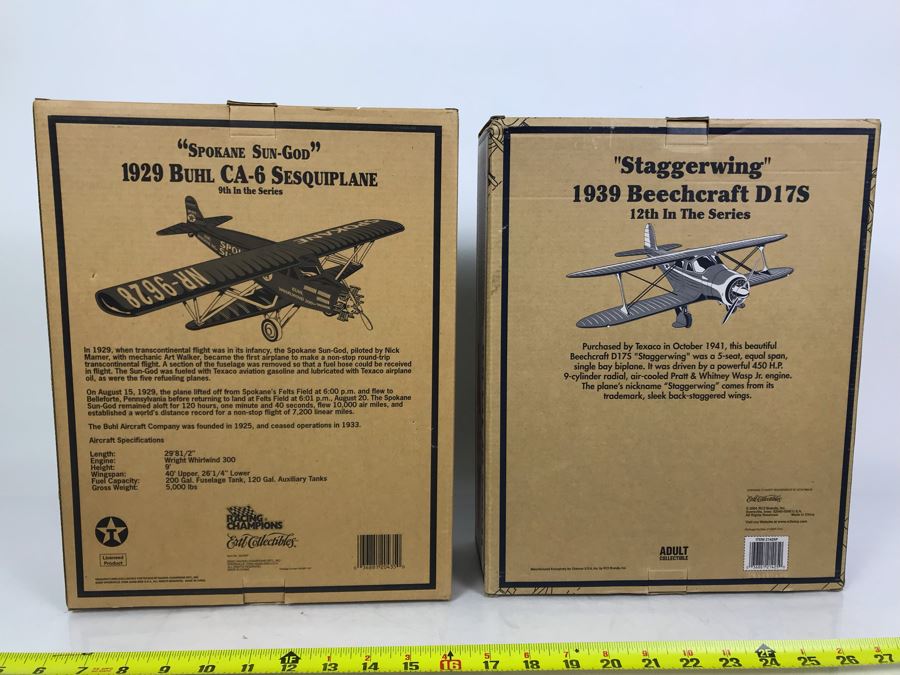 “SPOKANE SUN-GOD”
1929 BUHL CA-6 SESQUIPLANE
9th In the Series
SPOKANE
NR-9628
In 1929, when transcontinental flight was in its infancy, the Spokane Sun-God, piloted by Nick
Mamer, with mechanic Art Walker, became the first airplane to make a non-stop round-trip
transcontinental flight. A section of the fuselage was removed so that a fuel hose could be received
in flight. The Sun-God was fueled with Texaco aviation gasoline and lubricated with Texaco airplane
oil, as were the five refueling planes.
On August 15, 1929, the plane lifted off from Spokane's Felts Field at 6:00 p.m. and flew to
Belleforte, Pennsylvania before returning to land at Felts Field at 6:01 p.m., August 20. The Spokane
Sun-God remained aloft for 120 hours, one minute and 40 seconds, flew 10,000 air miles, and
established a world's distance record for a non-stop flight of 7,200 linear miles.
The Buhl Aircraft Company was founded in 1925, and ceased operations in 1933.
Aircraft Specifications
Length: 29'81/2"
Engine: Wright Whirlwind 300
Height: 9'
Wingspan: 40' Upper, 26'1/4" Lower
Fuel Capacity: 200 Gal. Fuselage Tank, 120 Gal. Auxiliary Tanks
Gross Weight: 5,000 lbs
T
Licensed
Product
RACING
CHAMPIONS
Ertl Collectibles
"Staggerwing"
1939 Beechcraft D17S
12th In The Series
Purchased by Texaco in October 1941, this beautiful
Beechcraft D17S "Staggerwing" was a 5-seat, equal span,
single bay biplane. It was driven by a powerful 450 H.P.
9-cylinder radial, air-cooled Pratt & Whitney Wasp Jr. engine.
The plane's nickname "Staggerwing" comes from its
trademark, sleek back-staggered wings.
Ertl Collectibles
ADULT
COLLECTIBLE
6 7 8 9 10 11 1F 13 14 15 16 17 18 19 20 21 22 23 2F 25 26 27
12 24